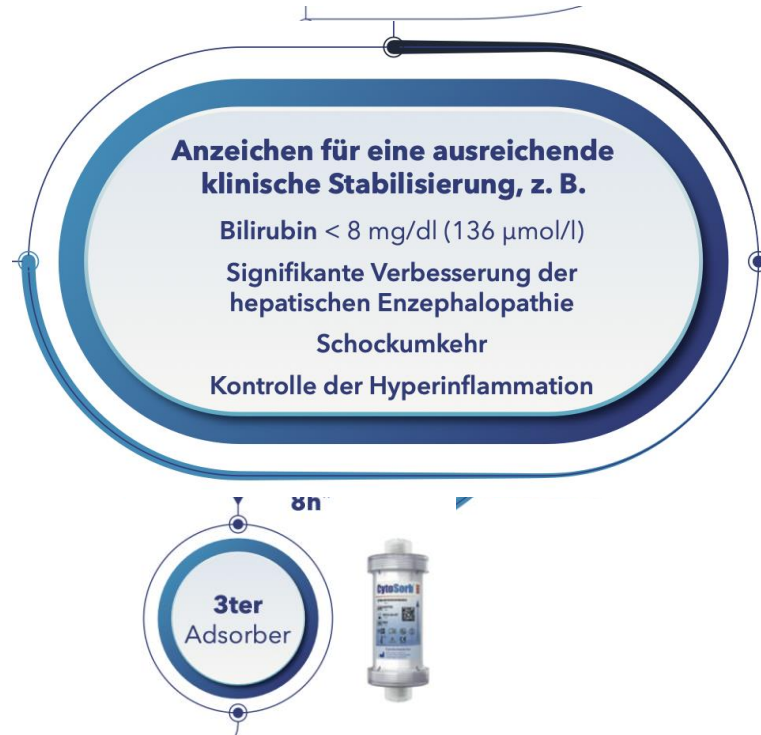 Anzeichen für eine ausreichende
klinische Stabilisierung, z. B.
Bilirubin < 8 mg/dl (136 µmol/l)
Signifikante Verbesserung der
hepatischen Enzephalopathie
Schockumkehr
Kontrolle der Hyperinflammation
8h"
3ter
Adsorber
CytoSorb